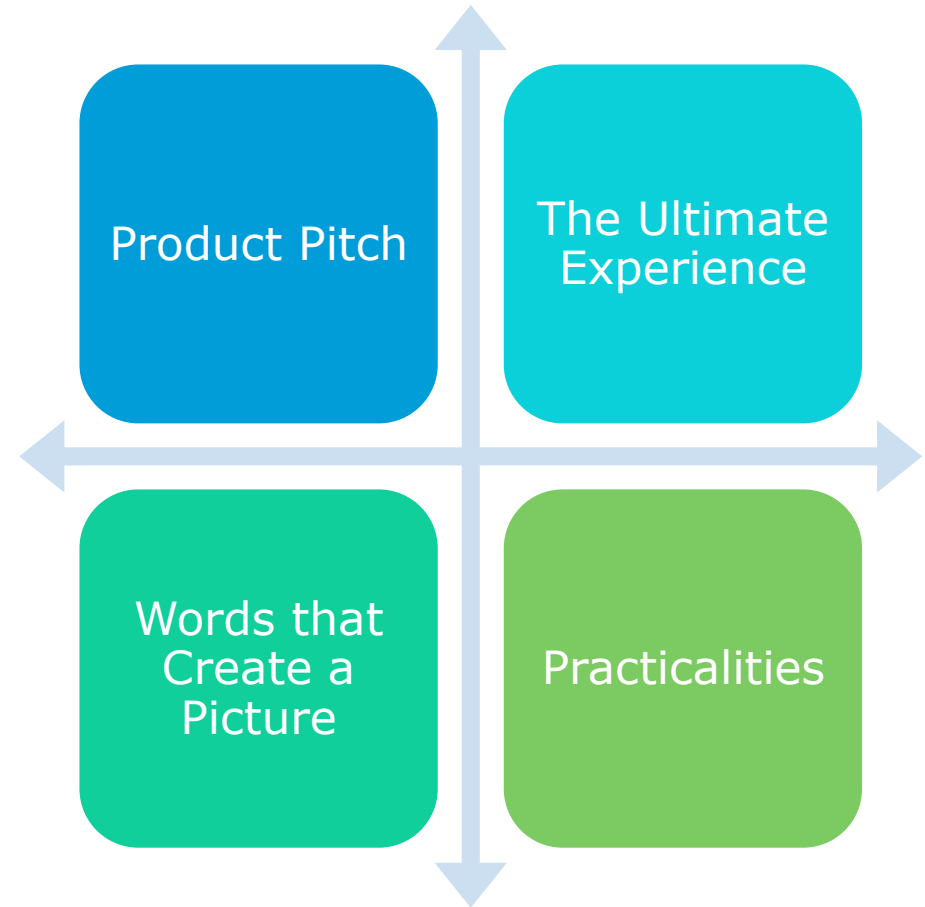 Product Pitch
The Ultimate
Experience
Words that
Create a
Picture
Practicalities